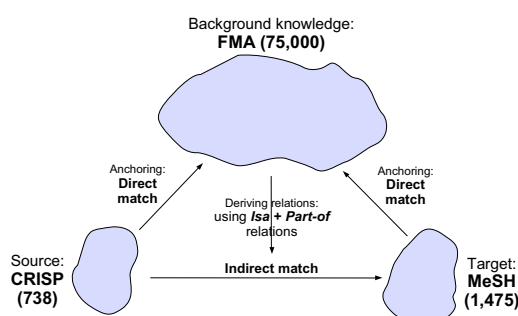 Background knowledge:
FMA (75,000)
Anchoring:
Direct
match
Anchoring:
Direct
match
Deriving relations:
using Isa + Part-of
relations
Source:
CRISP
(738)
Indirect match
Target:
MeSH
(1,475)